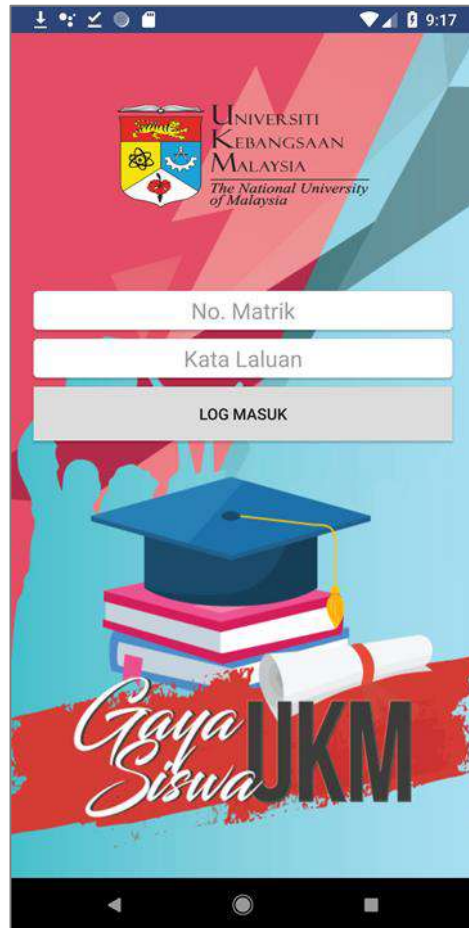 9:17
UNIVERSITI
KEBANGSAAN
MALAYSIA
The National University
of Malaysia
No. Matrik
Kata Laluan
LOG MASUK
Gaya
Siswa UKM